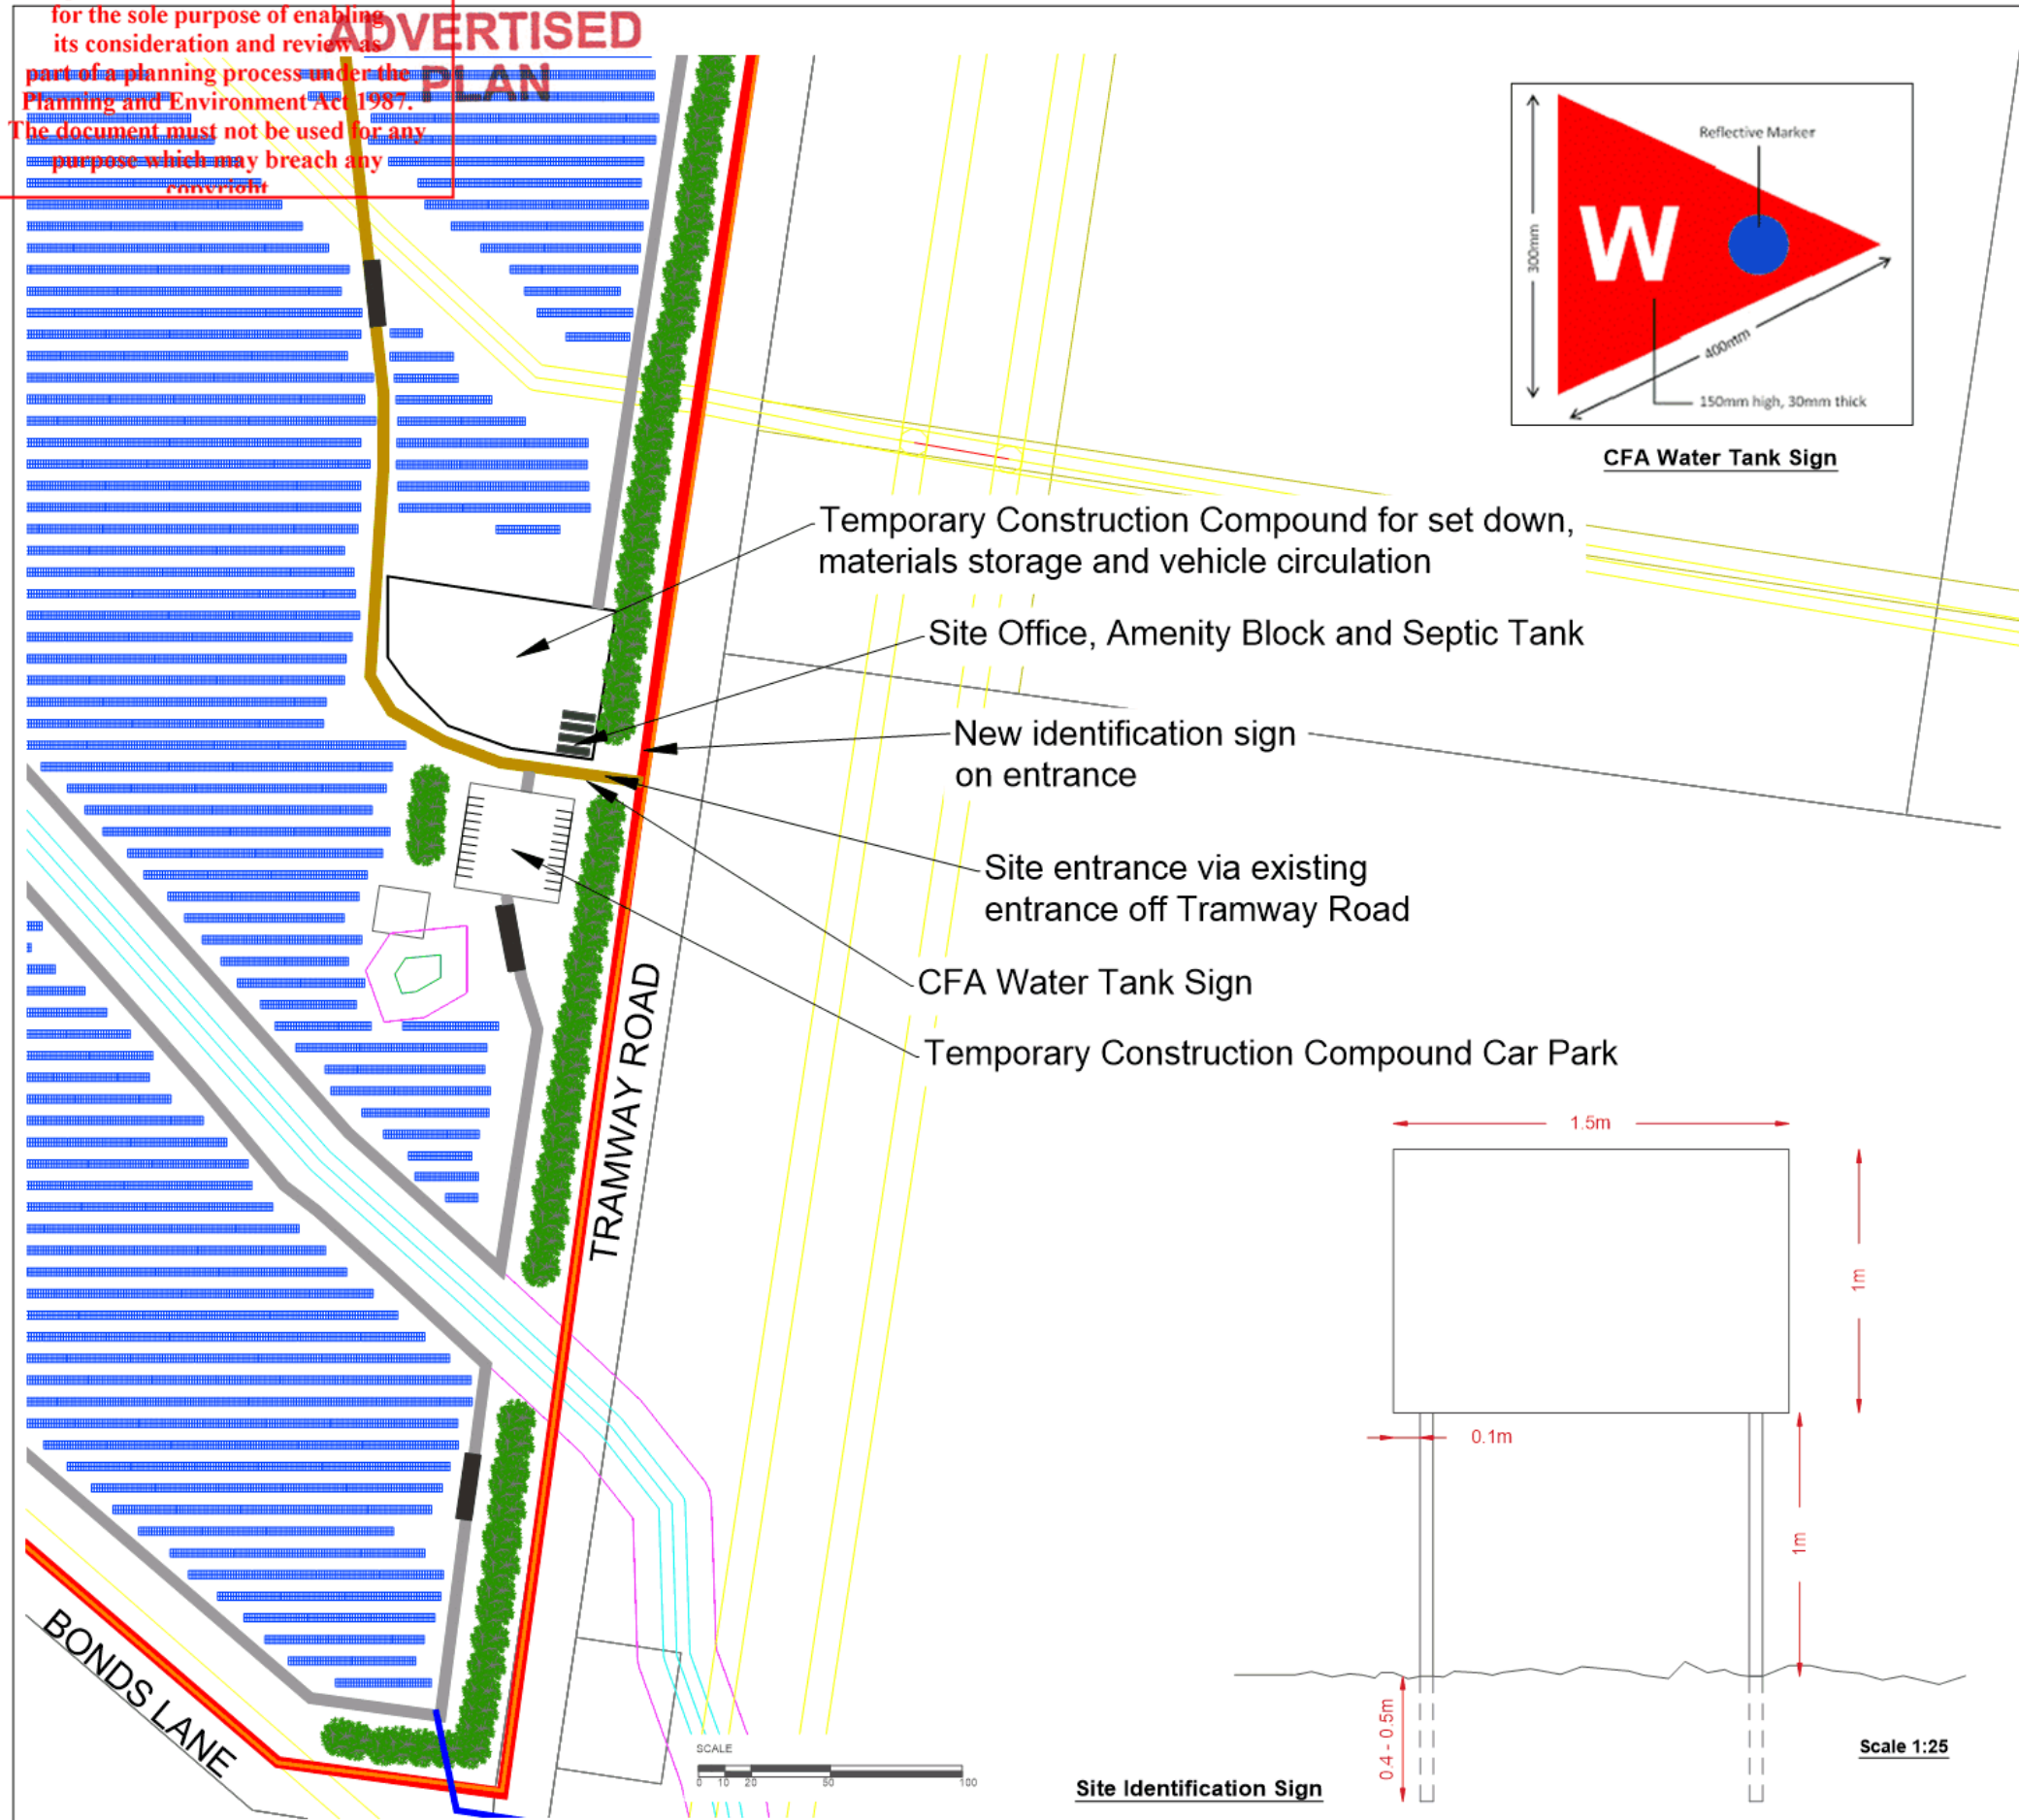 for the sole purpose of enabling
its consideration and review as
part of a planning process under the
Planning and Environment Act 1987.
The document must not be used for any
purpose which may breach any
copyright
ADVERTISED
PLAN
Reflective Marker
W
300mm
400mm
150mm high, 30mm thick
CFA Water Tank Sign
Temporary Construction Compound for set down,
materials storage and vehicle circulation
Site Office, Amenity Block and Septic Tank
New identification sign
on entrance
Site entrance via existing
entrance off Tramway Road
CFA Water Tank Sign
Temporary Construction Compound Car Park
TRAMWAY ROAD
BONDS LANE
1.5m
1m
0.1m
1m
0.4 - 0.5m
SCALE
0 10 20 50 100
Site Identification Sign
Scale 1:25